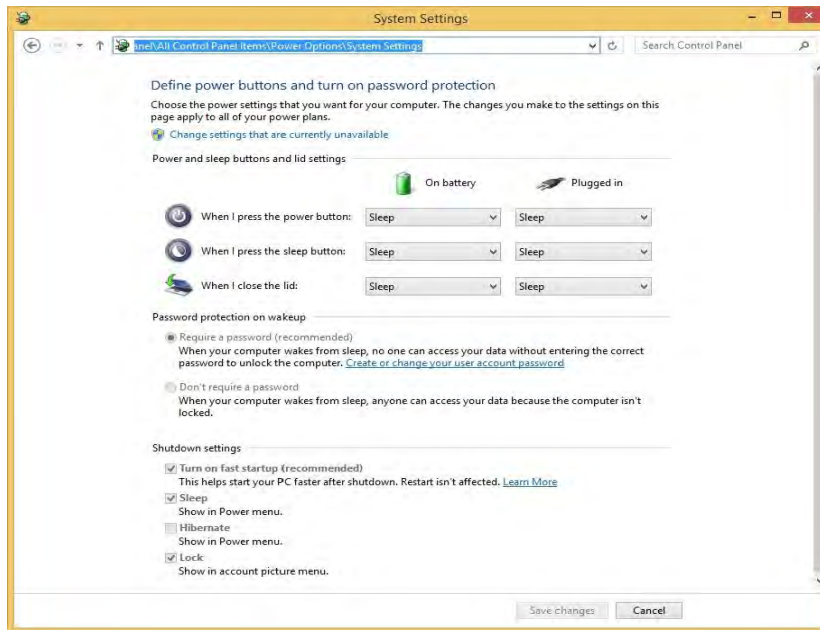 System Settings
anel\All Control Panel Items\Power Options\System Settings
Search Control Panel
Define power buttons and turn on password protection
Choose the power settings that you want for your computer. The changes you make to the settings on this
page apply to all of your power plans.
Change settings that are currently unavailable
Power and sleep buttons and lid settings
On battery Plugged in
When I press the power button: Sleep Sleep
When I press the sleep button: Sleep Sleep
When I close the lid: Sleep Sleep
Password protection on wakeup
Require a password (recommended)
When your computer wakes from sleep, no one can access your data without entering the correct
password to unlock the computer. Create or change your user account password
Don't require a password
When your computer wakes from sleep, anyone can access your data because the computer isn't
locked.
Shutdown settings
Turn on fast startup (recommended)
This helps start your PC faster after shutdown. Restart isn't affected. Learn More
Sleep
Show in Power menu.
Hibernate
Show in Power menu.
Lock
Show in account picture menu.
Save changes Cancel